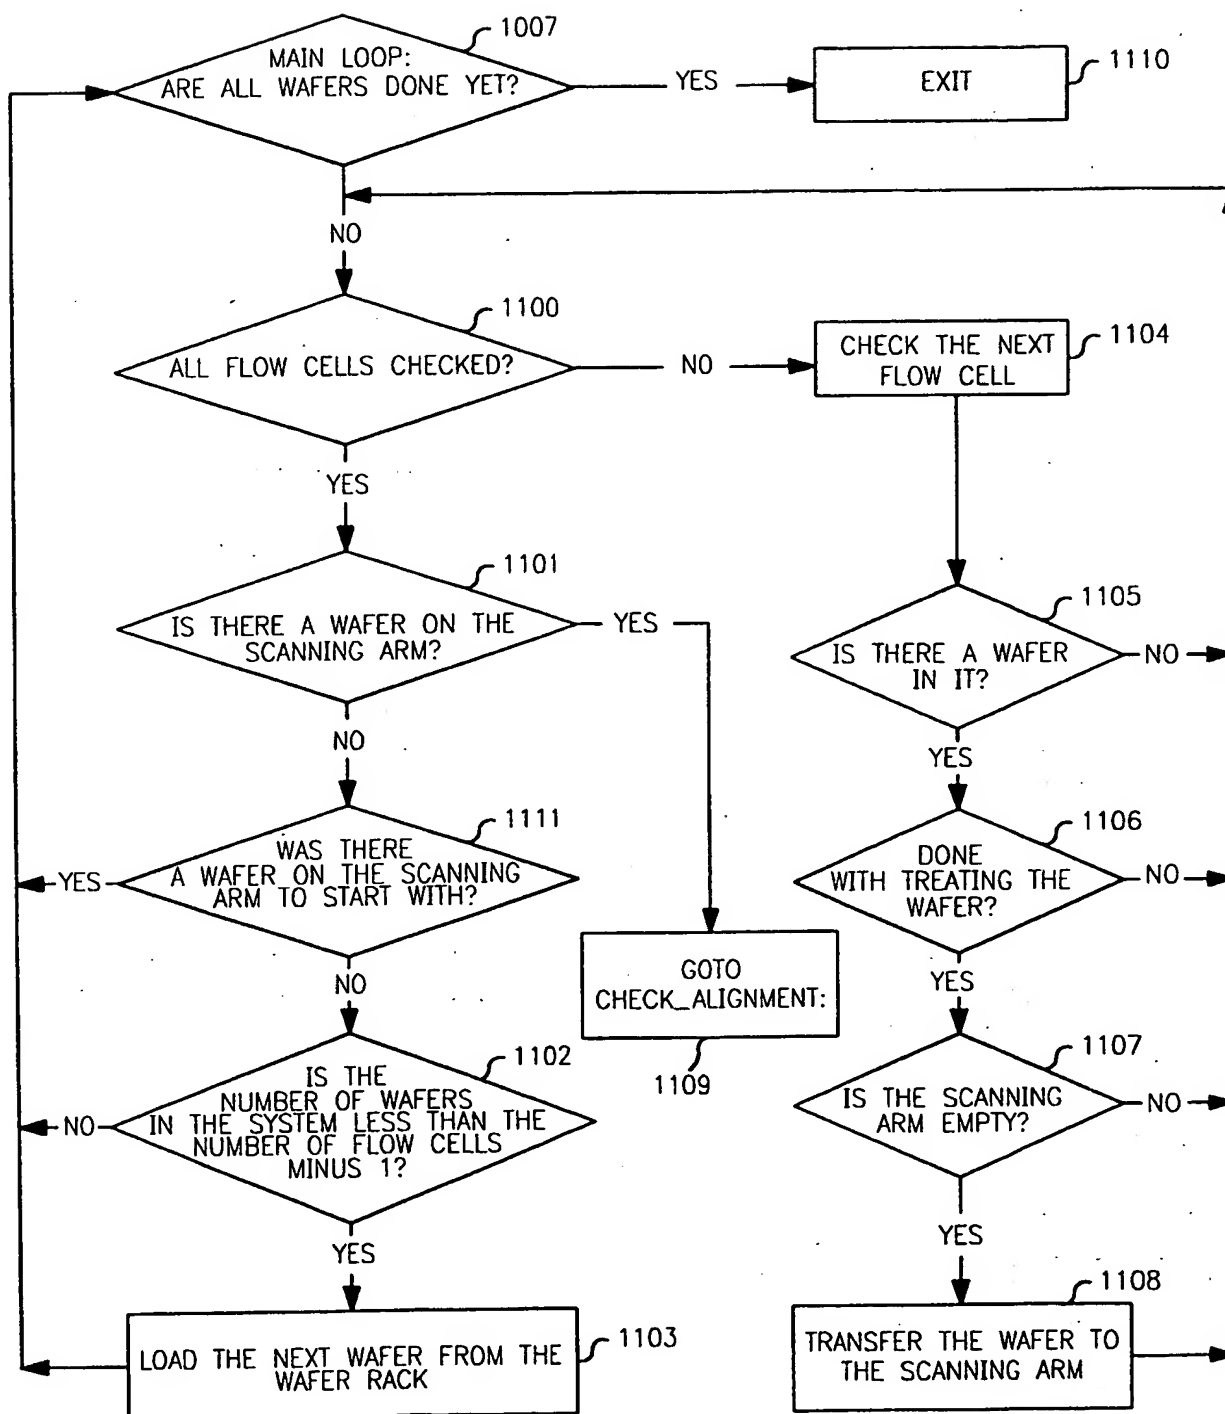 1007
MAIN LOOP:
ARE ALL WAFERS DONE YET?
YES
EXIT
1110
NO
1100
ALL FLOW CELLS CHECKED?
NO
CHECK THE NEXT
FLOW CELL
1104
YES
1101
IS THERE A WAFER ON THE
SCANNING ARM?
YES
1105
IS THERE A WAFER
IN IT?
NO
NO
YES
1111
WAS THERE
A WAFER ON THE SCANNING
ARM TO START WITH?
YES
1106
DONE
WITH TREATING THE
WAFER?
NO
GOTO
CHECK_ALIGNMENT:
1109
NO
YES
1102
IS THE
NUMBER OF WAFERS
IN THE SYSTEM LESS THAN THE
NUMBER OF FLOW CELLS
MINUS 1?
NO
1107
IS THE SCANNING
ARM EMPTY?
NO
YES
YES
1103
LOAD THE NEXT WAFER FROM THE
WAFER RACK
1108
TRANSFER THE WAFER TO
THE SCANNING ARM